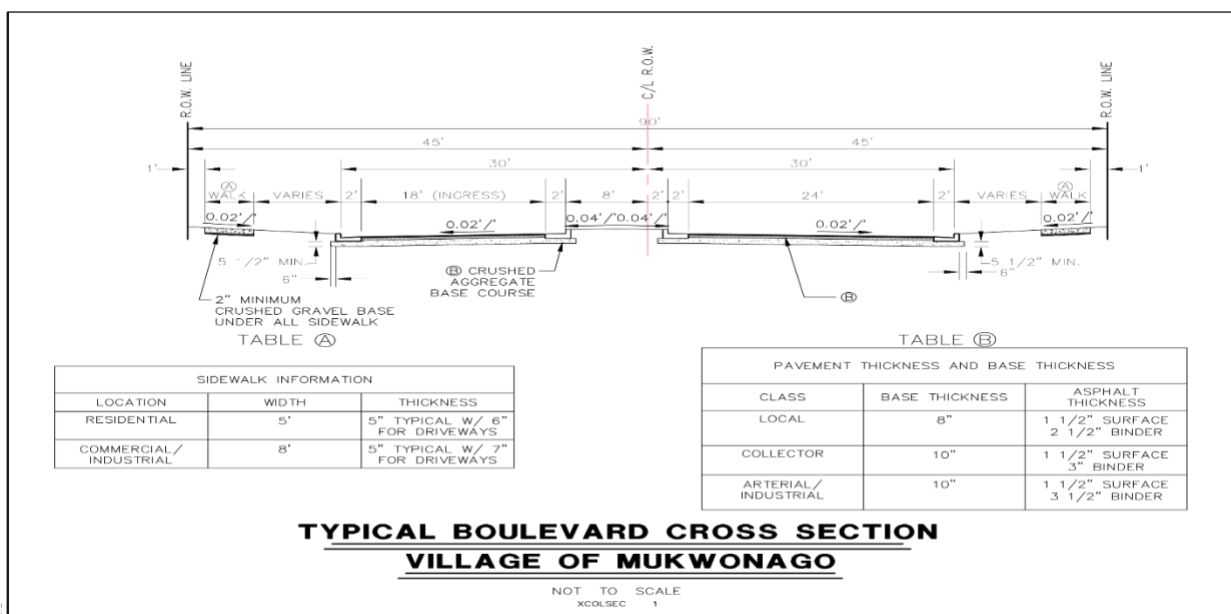 R.O.W. LINE
C/L R.O.W.
R.O.W. LINE
90'
45' 45'
1' 30' 30' 1'
Ⓐ WALK VARIES 2' 18' (INGRESS) 2' 8' 2' 2' 24' 2' VARIES Ⓐ WALK
0.02'/' 0.02'/' 0.04'/' 0.04'/' 0.02'/' 0.02'/'
5 1/2" MIN.
6"
5 1/2" MIN.
6"
Ⓑ CRUSHED
AGGREGATE
BASE COURSE
Ⓑ
2" MINIMUM
CRUSHED GRAVEL BASE
UNDER ALL SIDEWALK
TABLE Ⓐ
SIDEWALK INFORMATION
LOCATION WIDTH THICKNESS
RESIDENTIAL 5' 5" TYPICAL W/ 6"
FOR DRIVEWAYS
COMMERCIAL/
INDUSTRIAL 8' 5" TYPICAL W/ 7"
FOR DRIVEWAYS
TABLE Ⓑ
PAVEMENT THICKNESS AND BASE THICKNESS
CLASS BASE THICKNESS ASPHALT
THICKNESS
LOCAL 8" 1 1/2" SURFACE
2 1/2" BINDER
COLLECTOR 10" 1 1/2" SURFACE
3" BINDER
ARTERIAL/
INDUSTRIAL 10" 1 1/2" SURFACE
3 1/2" BINDER
TYPICAL BOULEVARD CROSS SECTION
VILLAGE OF MUKWONAGO
NOT TO SCALE
XCOLSEC 1